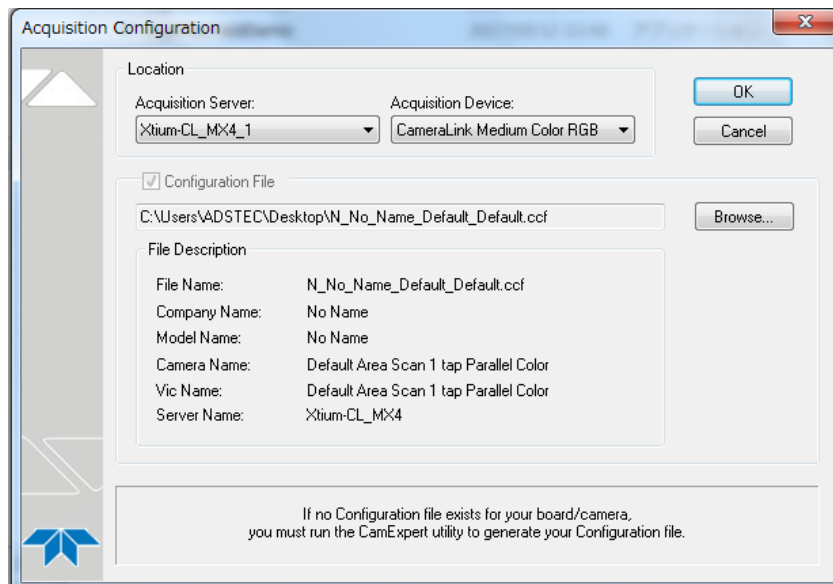 Acquisition Configuration
Location
Acquisition Server:
Acquisition Device:
Xtium-CL_MX4_1
CameraLink Medium Color RGB
OK
Cancel
Configuration File
C:\Users\ADSTEC\Desktop\N_No_Name_Default_Default.ccf
Browse...
File Description
File Name: N_No_Name_Default_Default.ccf
Company Name: No Name
Model Name: No Name
Camera Name: Default Area Scan 1 tap Parallel Color
Vic Name: Default Area Scan 1 tap Parallel Color
Server Name: Xtium-CL_MX4
If no Configuration file exists for your board/camera,
you must run the CamExpert utility to generate your Configuration file.